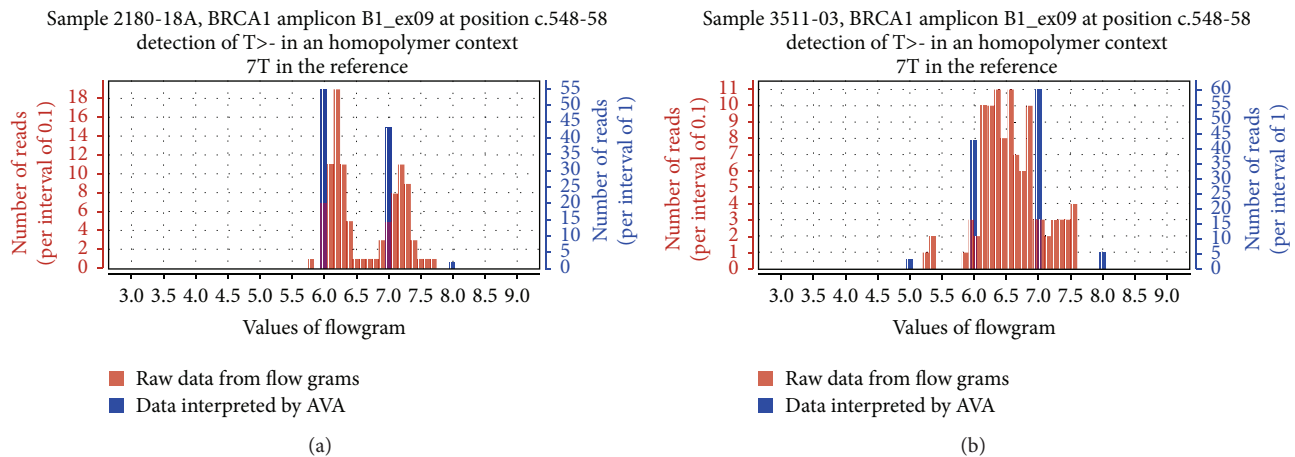 Sample 2180-18A, BRCA1 amplicon B1_ex09 at position c.548-58
detection of T>- in an homopolymer context
7T in the reference
Number of reads
(per interval of 0.1)
18
16
14
12
10
8
6
4
2
0
55
50
45
40
35
30
25
20
15
10
5
0
Number of reads
(per interval of 1)
3.0 3.5 4.0 4.5 5.0 5.5 6.0 6.5 7.0 7.5 8.0 8.5 9.0
Values of flowgram
Raw data from flow grams
Data interpreted by AVA
(a)
Sample 3511-03, BRCA1 amplicon B1_ex09 at position c.548-58
detection of T>- in an homopolymer context
7T in the reference
Number of reads
(per interval of 0.1)
11
10
9
8
7
6
5
4
3
2
1
0
60
55
50
45
40
35
30
25
20
15
10
5
0
Number of reads
(per interval of 1)
3.0 3.5 4.0 4.5 5.0 5.5 6.0 6.5 7.0 7.5 8.0 8.5 9.0
Values of flowgram
Raw data from flow grams
Data interpreted by AVA
(b)